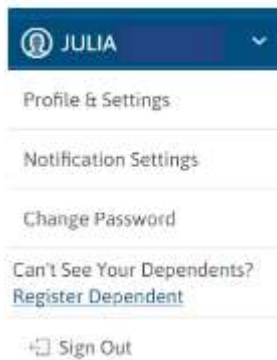 JULIA
Profile & Settings
Notification Settings
Change Password
Can't See Your Dependents?
Register Dependent
Sign Out